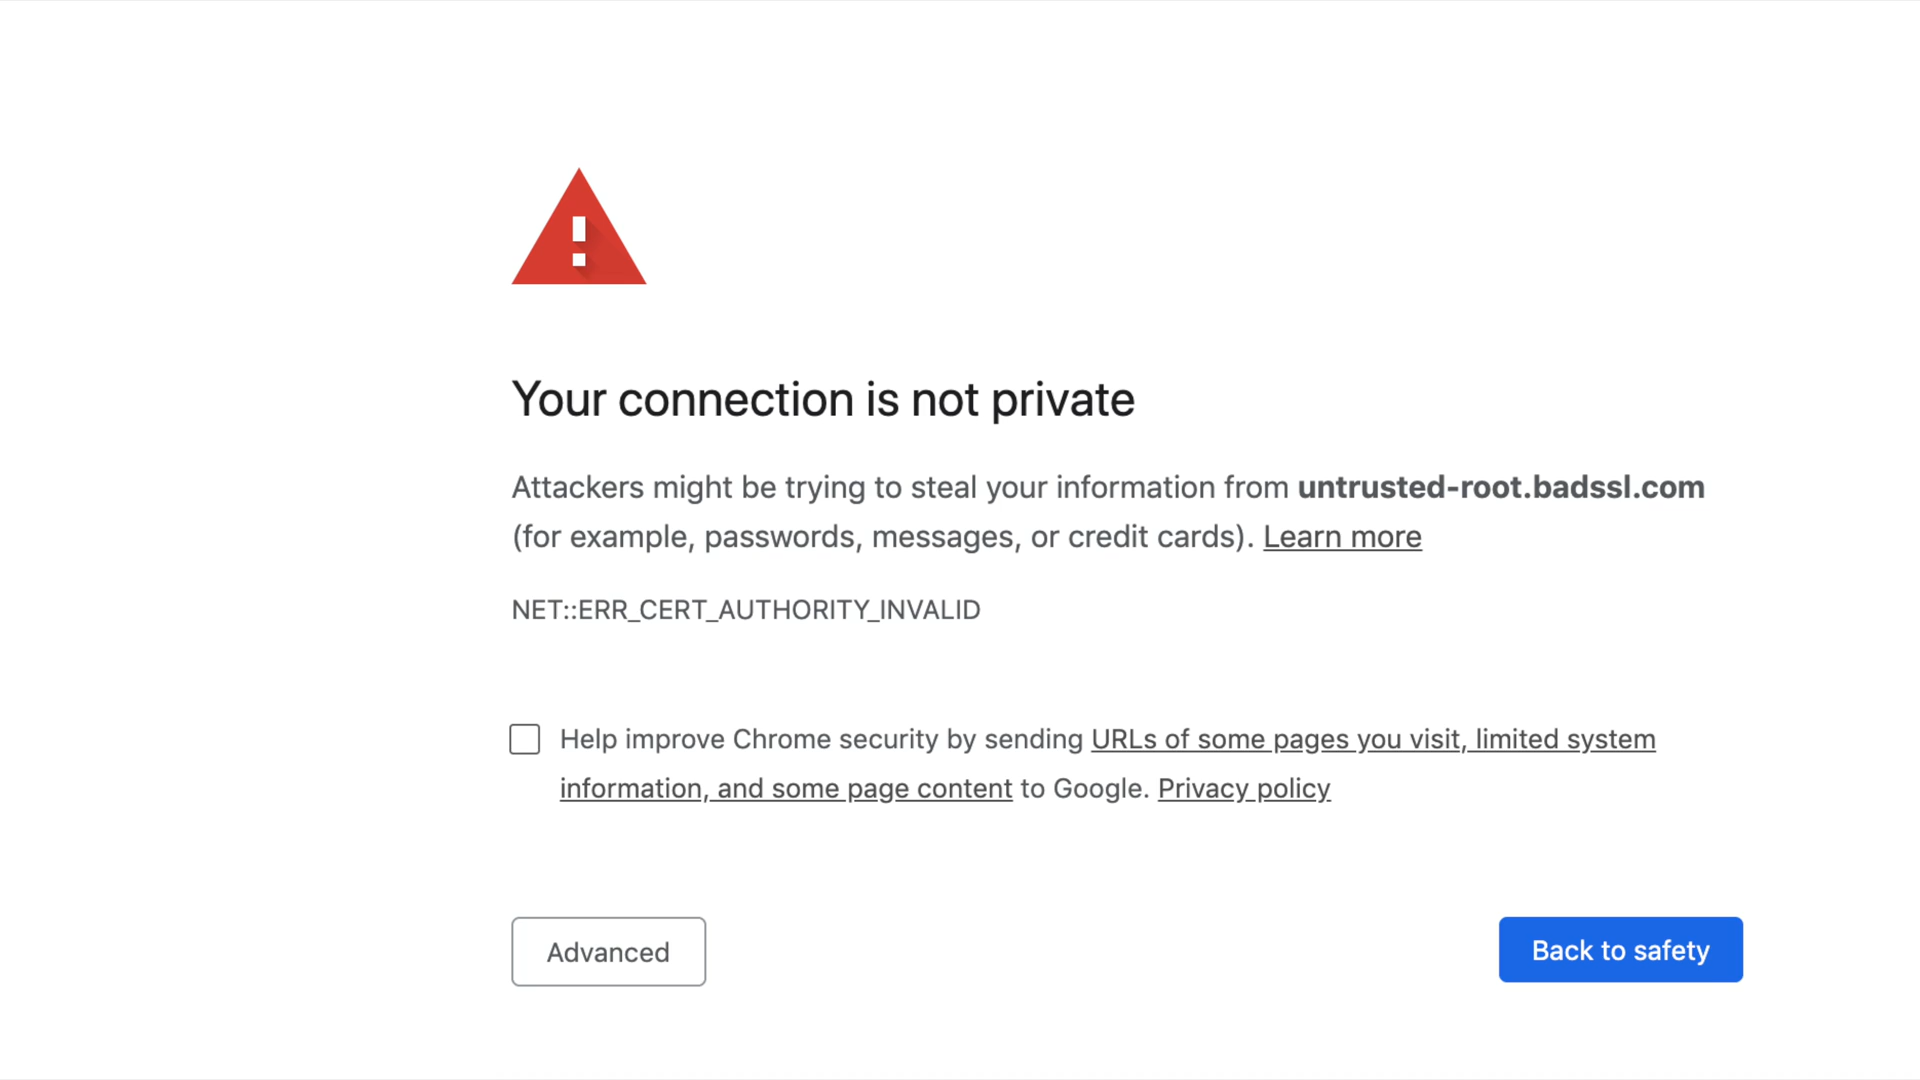 Your connection is not private
Attackers might be trying to steal your information from untrusted-root.badssl.com
(for example, passwords, messages, or credit cards). Learn more
NET::ERR_CERT_AUTHORITY_INVALID
Help improve Chrome security by sending URLs of some pages you visit, limited system
information, and some page content to Google. Privacy policy
Advanced
Back to safety